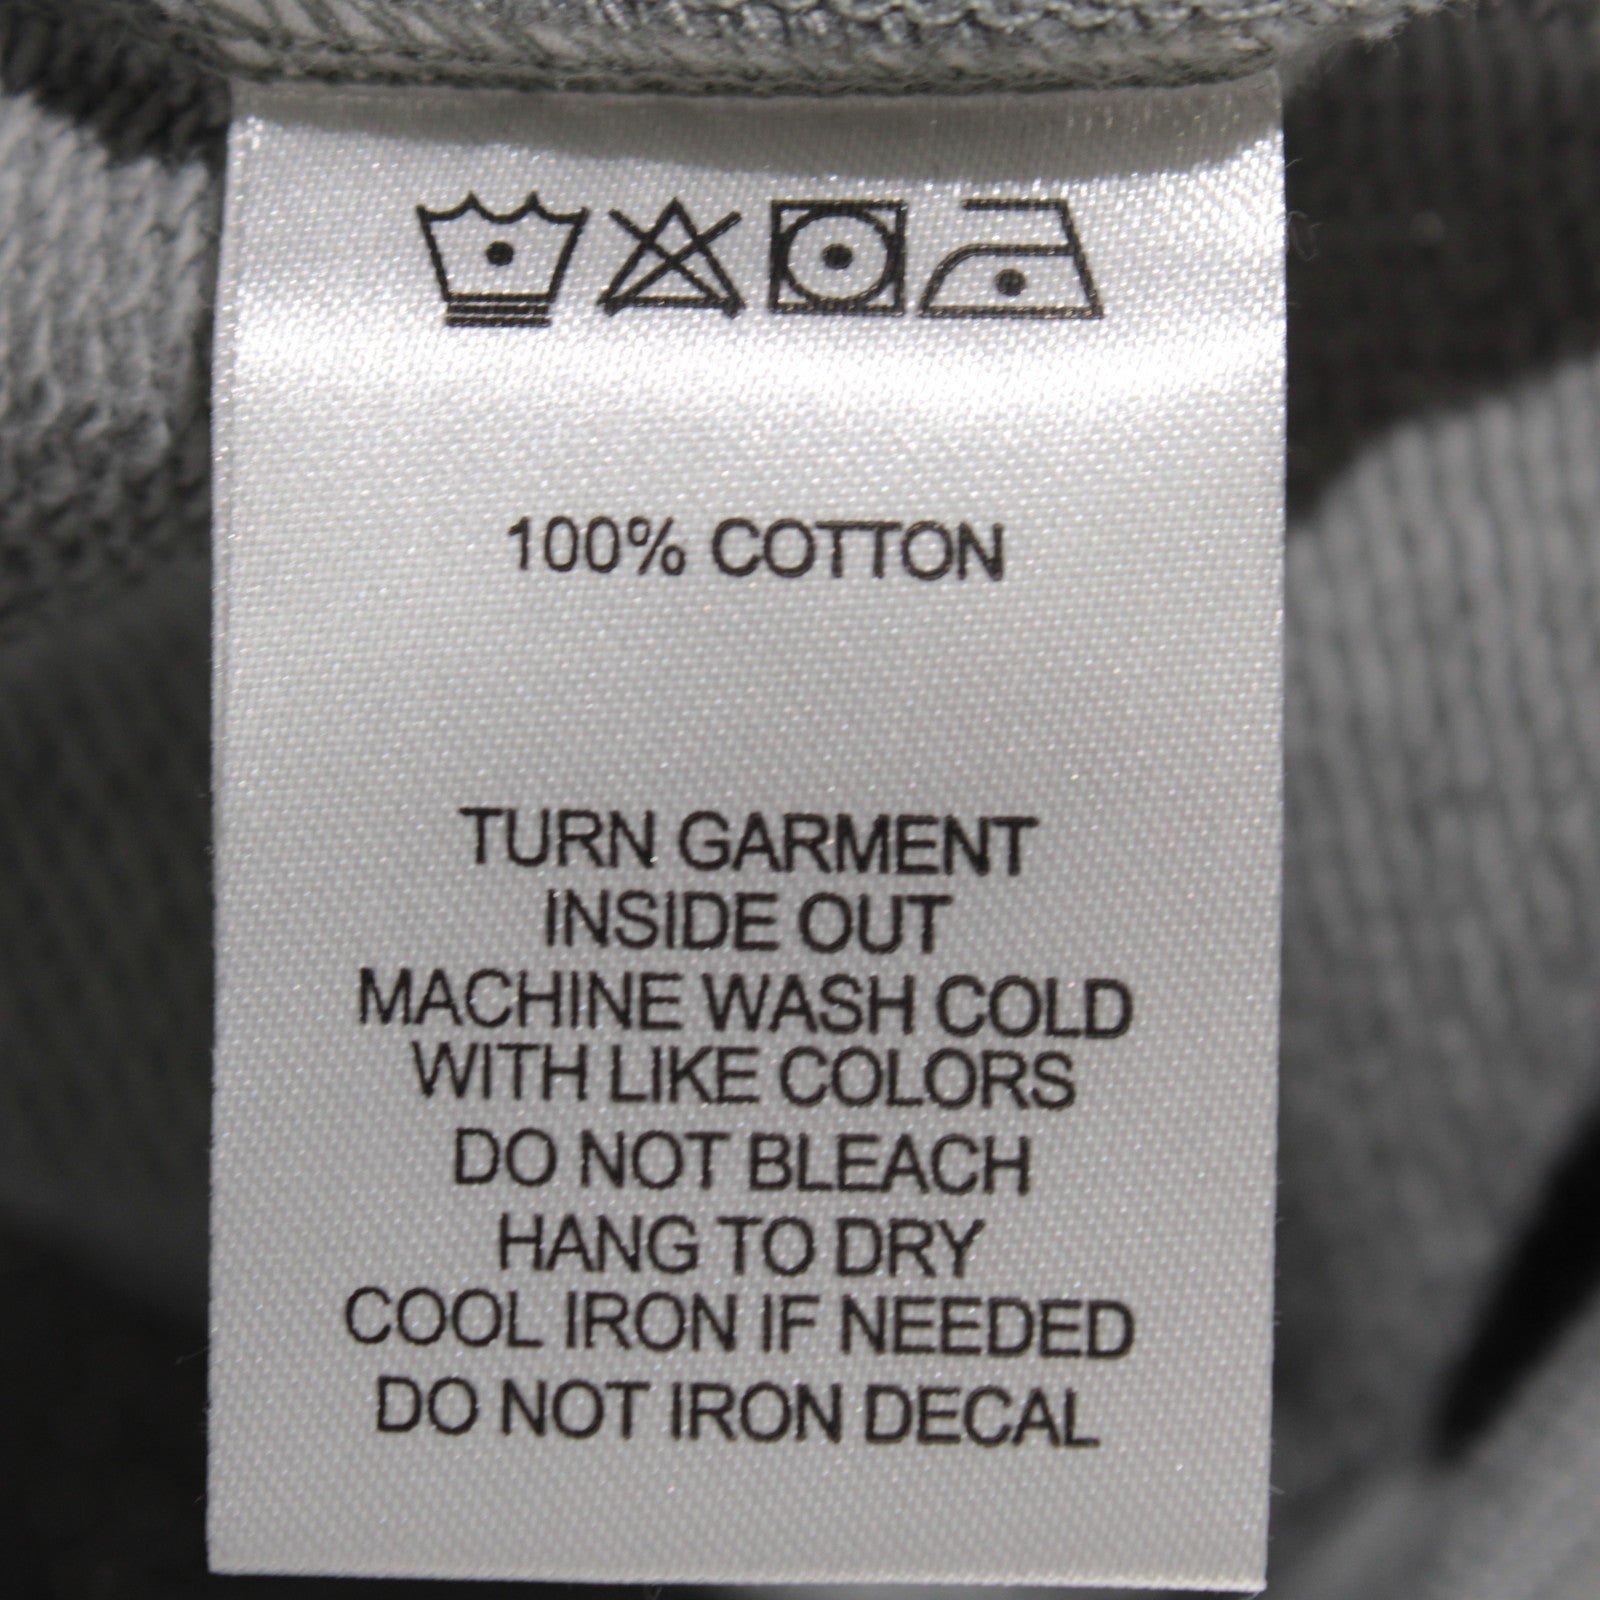 100% COTTON
TURN GARMENT
INSIDE OUT
MACHINE WASH COLD
WITH LIKE COLORS
DO NOT BLEACH
HANG TO DRY
COOL IRON IF NEEDED
DO NOT IRON DECAL